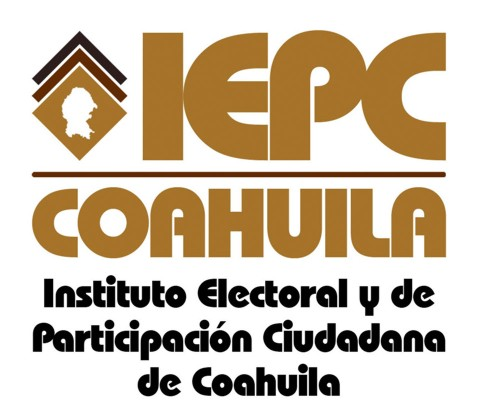 IEPC
COAHUILA
Instituto Electoral y de
Participación Ciudadana
de Coahuila